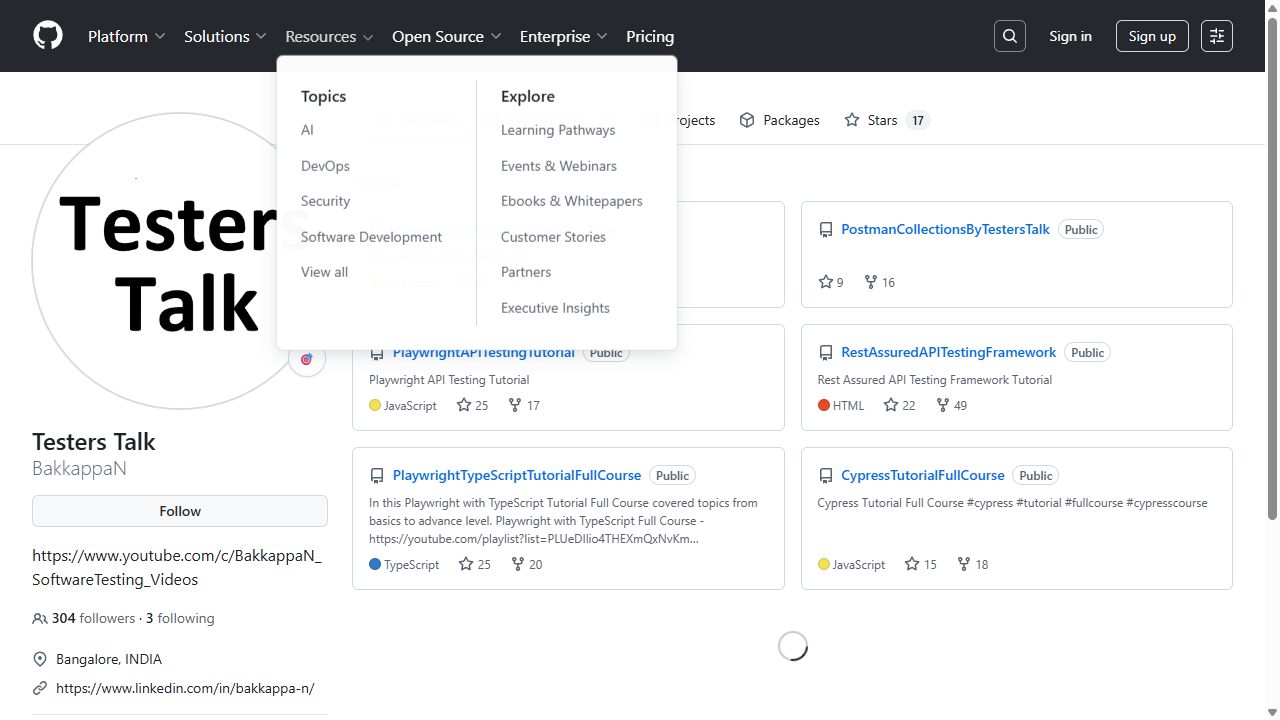 Platform Solutions Resources Open Source Enterprise Pricing Sign in Sign up
Topics
AI
DevOps
Security
Software Development
View all
Explore
Learning Pathways
Events & Webinars
Ebooks & Whitepapers
Customer Stories
Partners
Executive Insights
Projects Packages Stars 17
Testers
Talk
Testers Talk
BakkappaN
Follow
https://www.youtube.com/c/BakkappaN_
SoftwareTesting_Videos
304 followers · 3 following
Bangalore, INDIA
https://www.linkedin.com/in/bakkappa-n/
PostmanCollectionsByTestersTalk Public
9 16
PlaywrightAPITestingTutorial Public
Playwright API Testing Tutorial
JavaScript 25 17
RestAssuredAPITestingFramework Public
Rest Assured API Testing Framework Tutorial
HTML 22 49
PlaywrightTypeScriptTutorialFullCourse Public
In this Playwright with TypeScript Tutorial Full Course covered topics from
basics to advance level. Playwright with TypeScript Full Course -
https://youtube.com/playlist?list=PLUeDIlio4THEXmQxNvKm...
TypeScript 25 20
CypressTutorialFullCourse Public
Cypress Tutorial Full Course #cypress #tutorial #fullcourse #cypresscourse
JavaScript 15 18